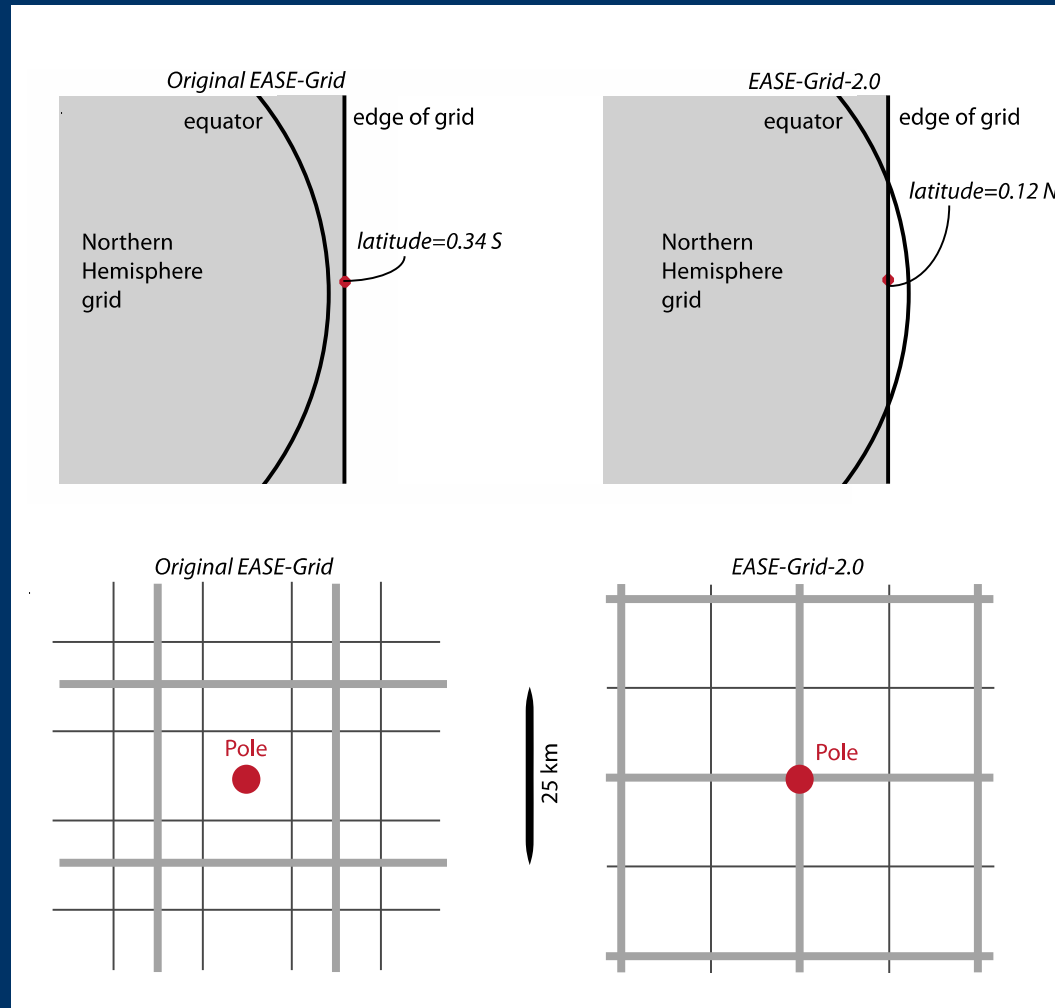 Original EASE-Grid
equator
edge of grid
Northern
Hemisphere
grid
latitude=0.34 S
EASE-Grid-2.0
equator
edge of grid
Northern
Hemisphere
grid
latitude=0.12 N
Original EASE-Grid
Pole
25 km
EASE-Grid-2.0
Pole